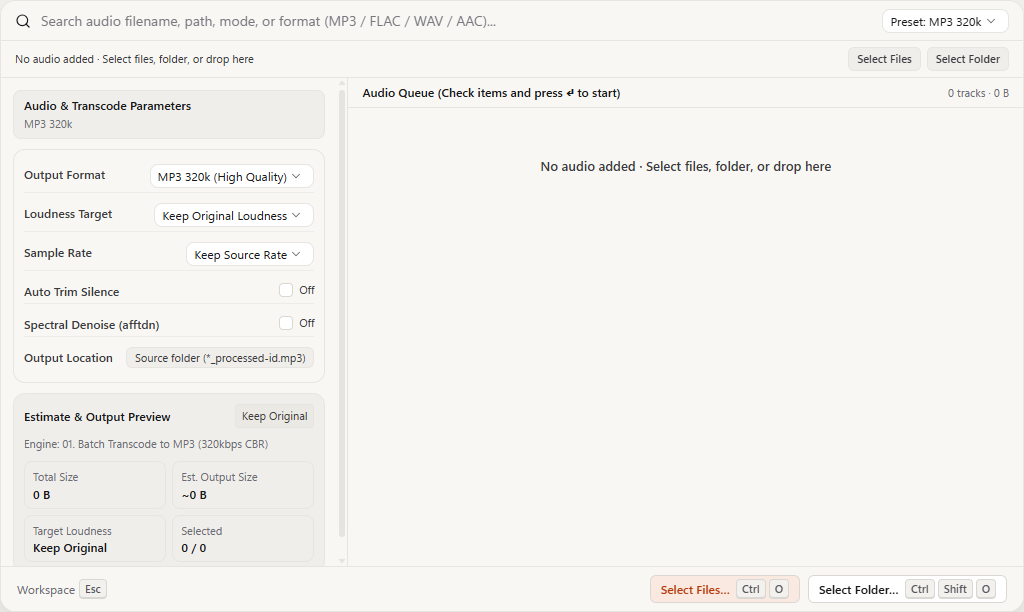 Search audio filename, path, mode, or format (MP3 / FLAC / WAV / AAC)...
Preset: MP3 320k
No audio added · Select files, folder, or drop here
Select Files
Select Folder
Audio & Transcode Parameters
MP3 320k
Output Format
MP3 320k (High Quality)
Loudness Target
Keep Original Loudness
Sample Rate
Keep Source Rate
Auto Trim Silence
Off
Spectral Denoise (afftdn)
Off
Output Location
Source folder (*_processed-id.mp3)
Estimate & Output Preview
Keep Original
Engine: 01. Batch Transcode to MP3 (320kbps CBR)
Total Size
0 B
Est. Output Size
~0 B
Target Loudness
Keep Original
Selected
0 / 0
Audio Queue (Check items and press ↵ to start)
0 tracks · 0 B
No audio added · Select files, folder, or drop here
Workspace Esc
Select Files... Ctrl O
Select Folder... Ctrl Shift O